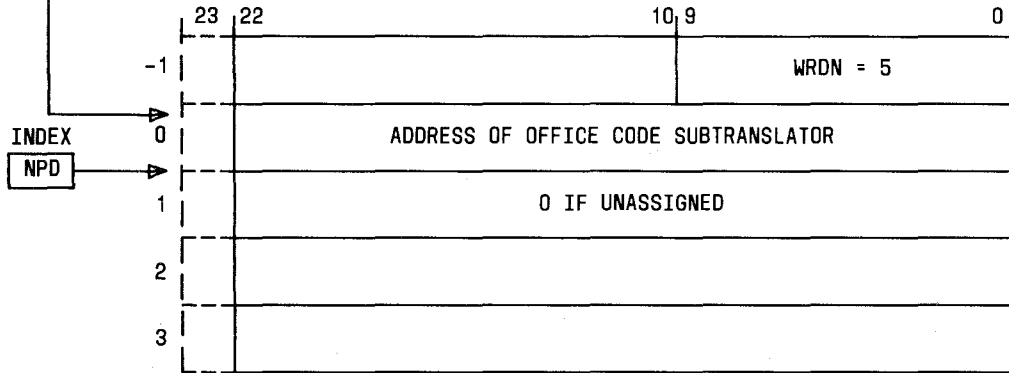 23 22 10 9 0
-1 WRDN = 5
INDEX 0 ADDRESS OF OFFICE CODE SUBTRANSLATOR
NPD
1 0 IF UNASSIGNED
2
3